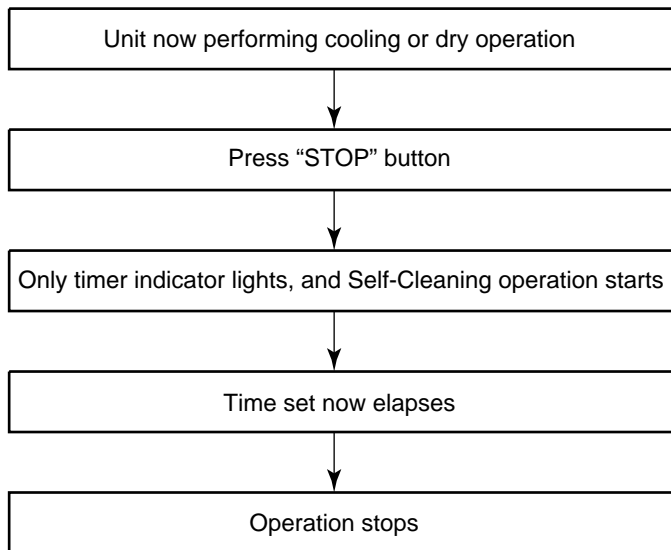 Unit now performing cooling or dry operation
Press “STOP” button
Only timer indicator lights, and Self-Cleaning operation starts
Time set now elapses
Operation stops